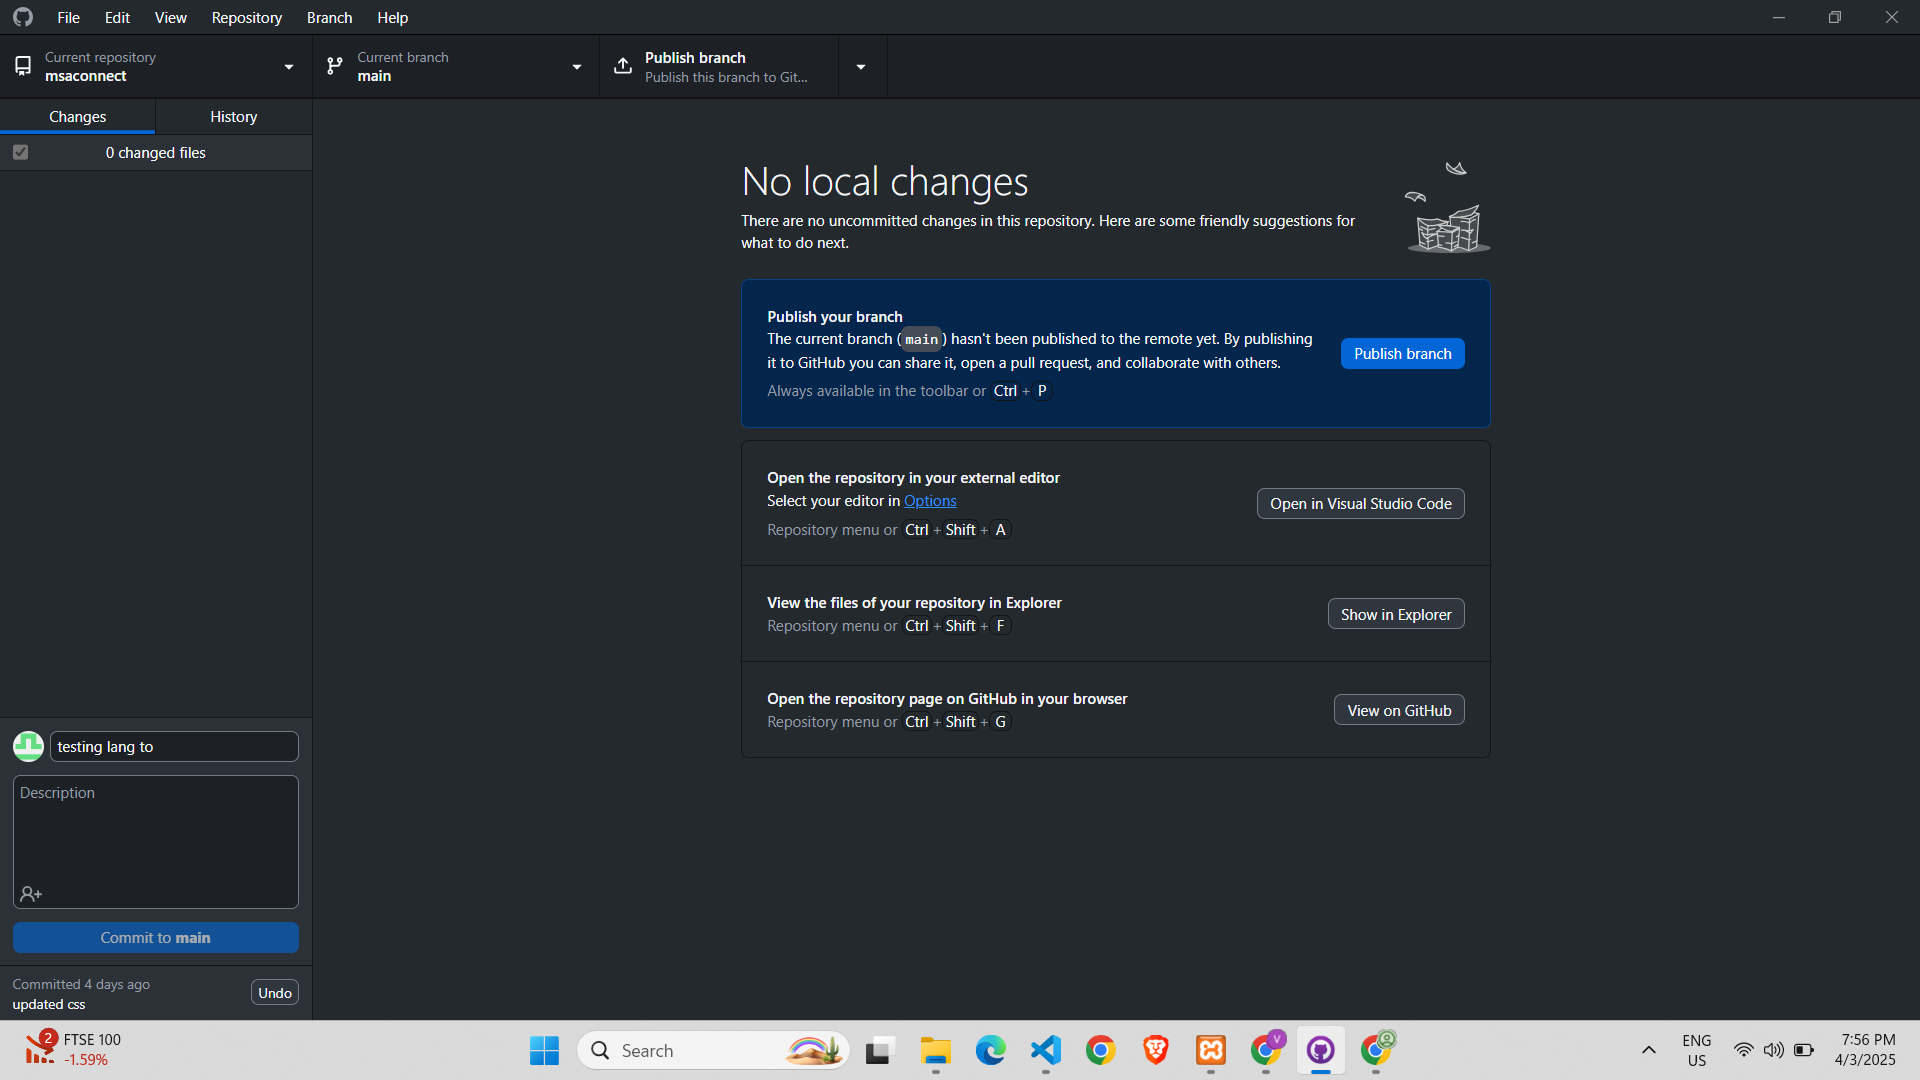 File Edit View Repository Branch Help
Current repository
msaconnect
Current branch
main
Publish branch
Publish this branch to Git...
Changes
History
0 changed files
No local changes
There are no uncommitted changes in this repository. Here are some friendly suggestions for
what to do next.
Publish your branch
The current branch (main) hasn't been published to the remote yet. By publishing
it to GitHub you can share it, open a pull request, and collaborate with others.
Always available in the toolbar or Ctrl + P
Publish branch
Open the repository in your external editor
Select your editor in Options
Repository menu or Ctrl + Shift + A
Open in Visual Studio Code
View the files of your repository in Explorer
Repository menu or Ctrl + Shift + F
Show in Explorer
Open the repository page on GitHub in your browser
Repository menu or Ctrl + Shift + G
View on GitHub
testing lang to
Description
Commit to main
Committed 4 days ago
updated css
Undo
2
FTSE 100
-1.59%
Search
V
ENG
US
7:56 PM
4/3/2025